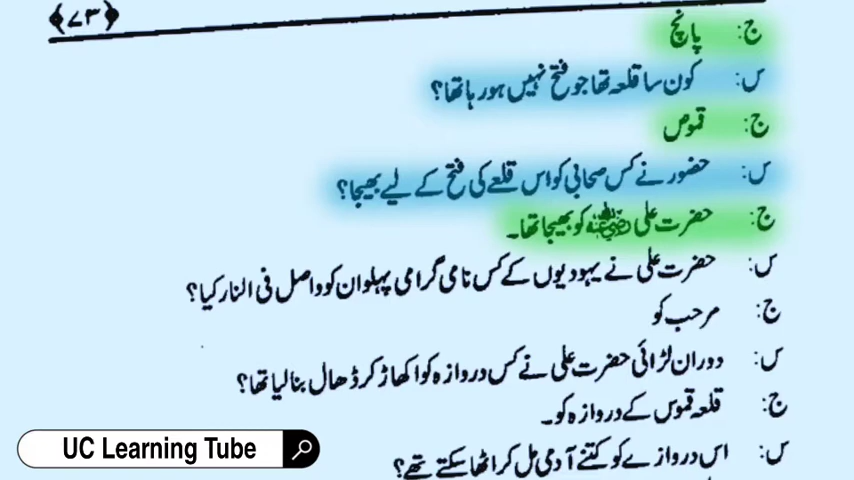 ﴿۷۳﴾
ج: پانچ
س: کون سا قلعہ تھا جو فتح نہیں ہو رہا تھا؟
ج: قموص
س: حضور نے کس صحابی کو اس قلعے کی فتح کے لیے بھیجا؟
ج: حضرت علی رضی اللہ عنہ کو بھیجا تھا۔
س: حضرت علی نے یہودیوں کے کس نامی گرامی پہلوان کو واصل فی النار کیا؟
ج: مرحب کو
س: دوران لڑائی حضرت علی نے کس دروازہ کو اکھاڑ کر ڈھال بنا لیا تھا؟
ج: قلعہ قموس کے دروازہ کو۔
س: اس دروازے کو کتنے آدمی مل کر اٹھا سکتے تھے؟
UC Learning Tube